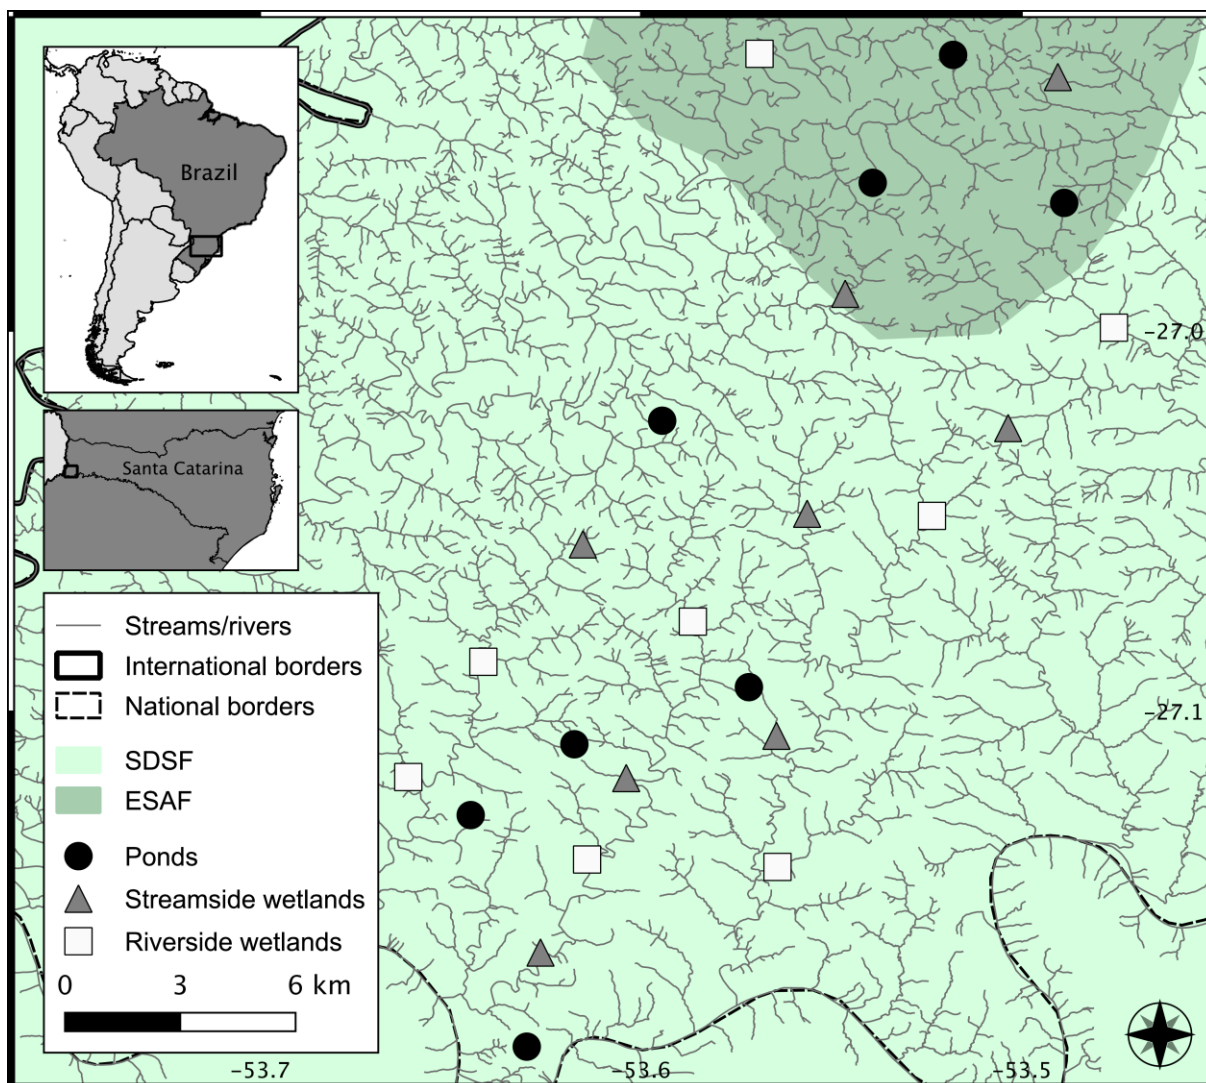 Brazil
Santa Catarina
Streams/rivers
International borders
National borders
SDSF
ESAF
Ponds
Streamside wetlands
Riverside wetlands
0 3 6 km
−27.0
−27.1
−53.7 −53.6 −53.5